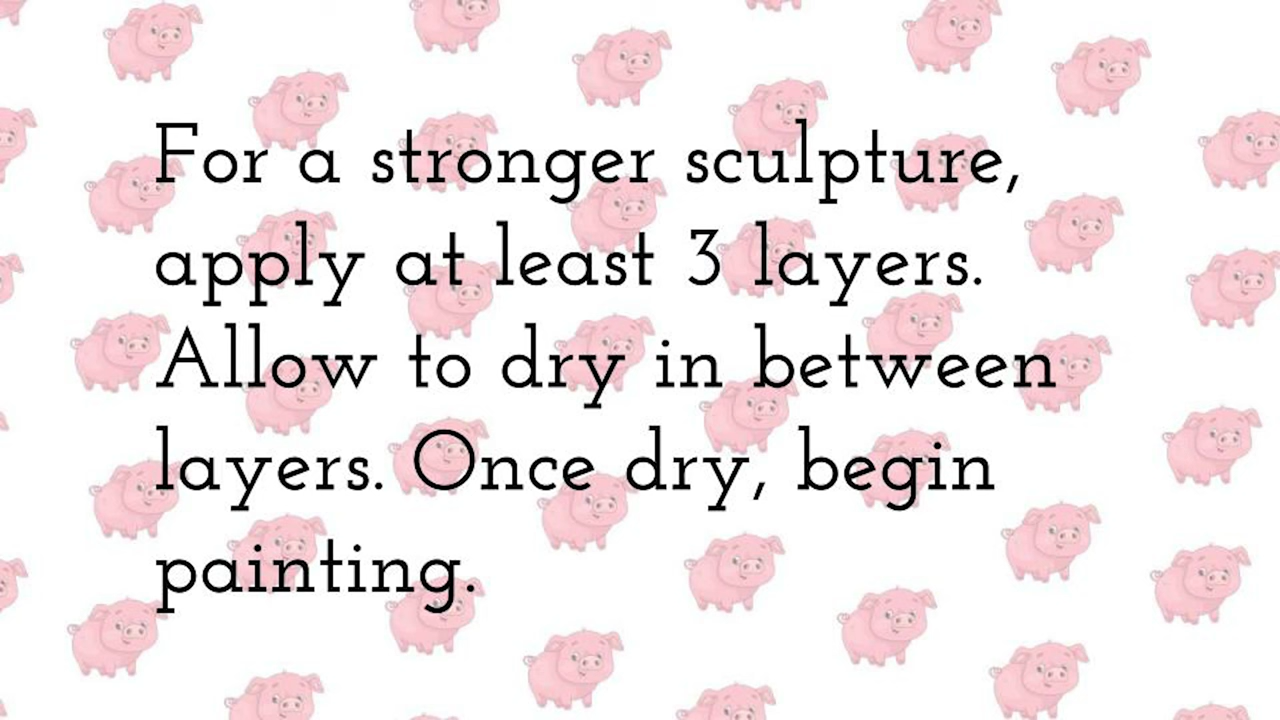 For a stronger sculpture,
apply at least 3 layers.
Allow to dry in between
layers. Once dry, begin
painting.